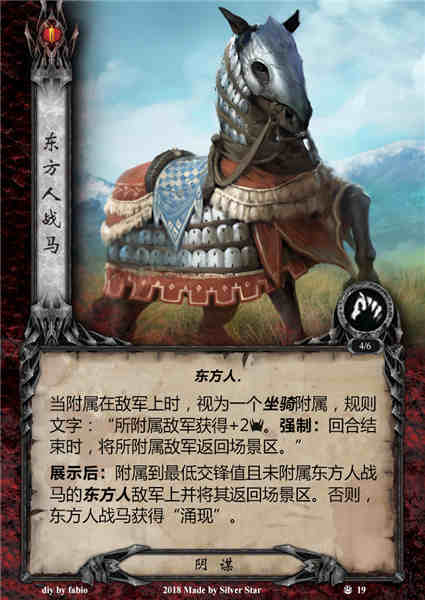 东方人战马
4/6
东方人.
当附属在敌军上时，视为一个坐骑附属，规则
文字：“所附属敌军获得+2。强制：回合结
束时，将所附属敌军返回场景区。”
展示后：附属到最低交锋值且未附属东方人战
马的东方人敌军上并将其返回场景区。否则，
东方人战马获得“涌现”。
阴谋
diy by fabio
2018 Made by Silver Star
19